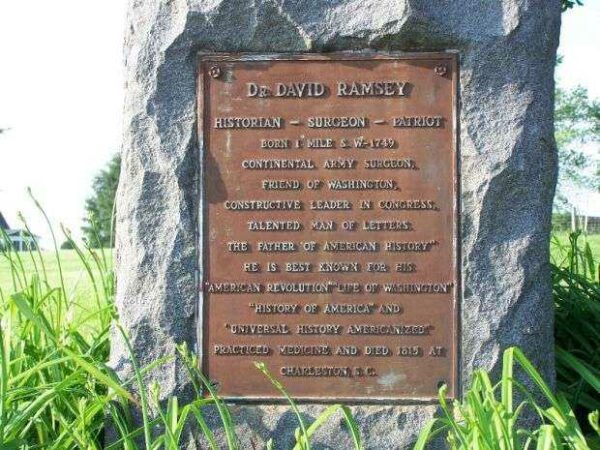 DR DAVID RAMSEY
HISTORIAN – SURGEON – PATRIOT
BORN 1 MILE S.W.–1749
CONTINENTAL ARMY SURGEON,
FRIEND OF WASHINGTON,
CONSTRUCTIVE LEADER IN CONGRESS,
TALENTED MAN OF LETTERS.
THE FATHER "OF AMERICAN HISTORY"
HE IS BEST KNOWN FOR HIS
"AMERICAN REVOLUTION" "LIFE OF WASHINGTON"
"HISTORY OF AMERICA" AND
"UNIVERSAL HISTORY AMERICANIZED."
PRACTICED MEDICINE AND DIED 1815 AT
CHARLESTON, S.C.